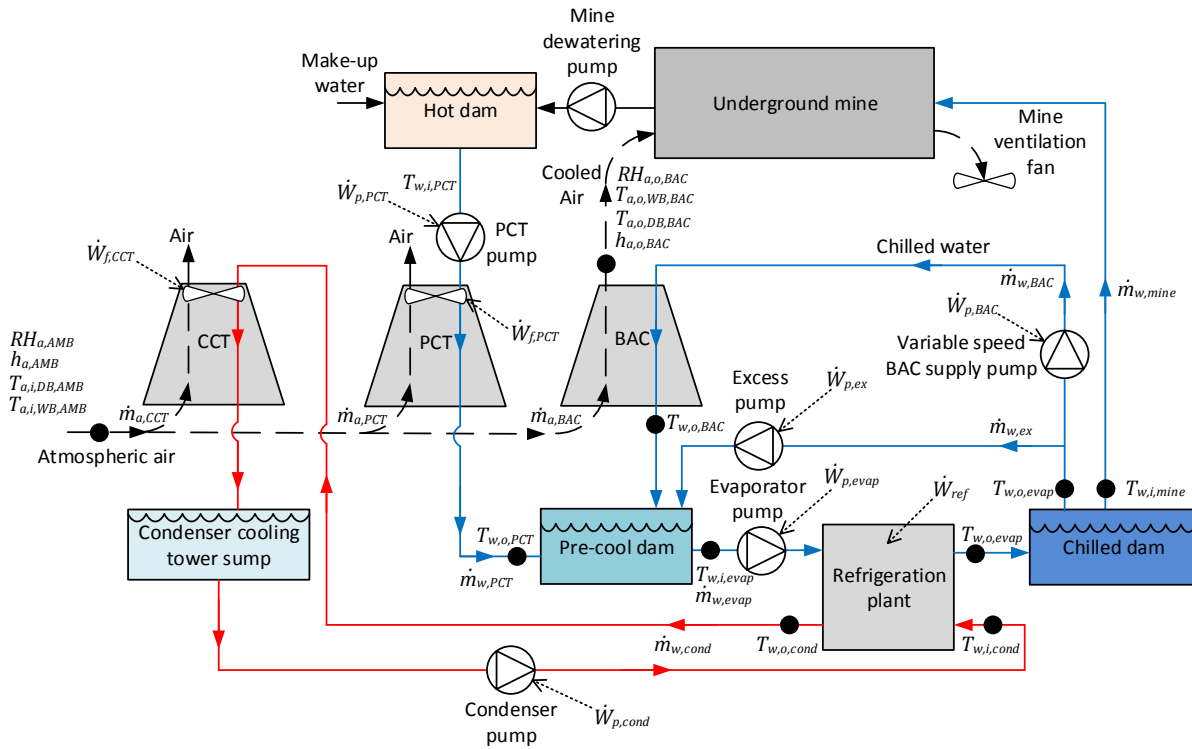 Mine
dewatering
pump
Make-up
water
Hot dam
Underground mine
Mine
ventilation
fan
Cooled
Air
RH_{a,o,BAC}
T_{a,o,WB,BAC}
T_{a,o,DB,BAC}
h_{a,o,BAC}
T_{w,i,PCT}
Ẇ_{p,PCT}
PCT
pump
Air
Air
Ẇ_{f,CCT}
Ẇ_{f,PCT}
CCT
PCT
BAC
Chilled water
ṁ_{w,BAC}
ṁ_{w,mine}
Ẇ_{p,BAC}
Variable speed
BAC supply pump
RH_{a,AMB}
h_{a,AMB}
T_{a,i,DB,AMB}
T_{a,i,WB,AMB}
ṁ_{a,CCT}
ṁ_{a,PCT}
ṁ_{a,BAC}
Atmospheric air
Excess
pump
Ẇ_{p,ex}
T_{w,o,BAC}
ṁ_{w,ex}
Evaporator
pump
Ẇ_{p,evap}
Ẇ_{ref}
T_{w,o,evap}
T_{w,i,mine}
Condenser cooling
tower sump
T_{w,o,PCT}
ṁ_{w,PCT}
Pre-cool dam
T_{w,i,evap}
ṁ_{w,evap}
Refrigeration
plant
T_{w,o,evap}
Chilled dam
ṁ_{w,cond}
T_{w,o,cond}
T_{w,i,cond}
Condenser
pump
Ẇ_{p,cond}